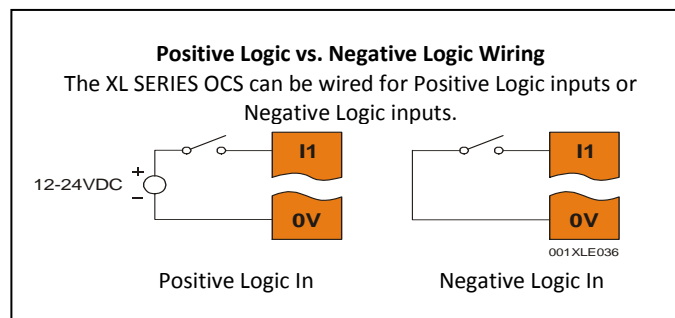 Positive Logic vs. Negative Logic Wiring
The XL SERIES OCS can be wired for Positive Logic inputs or
Negative Logic inputs.
I1
+
12-24VDC
–
0V
Positive Logic In
I1
0V
001XLE036
Negative Logic In